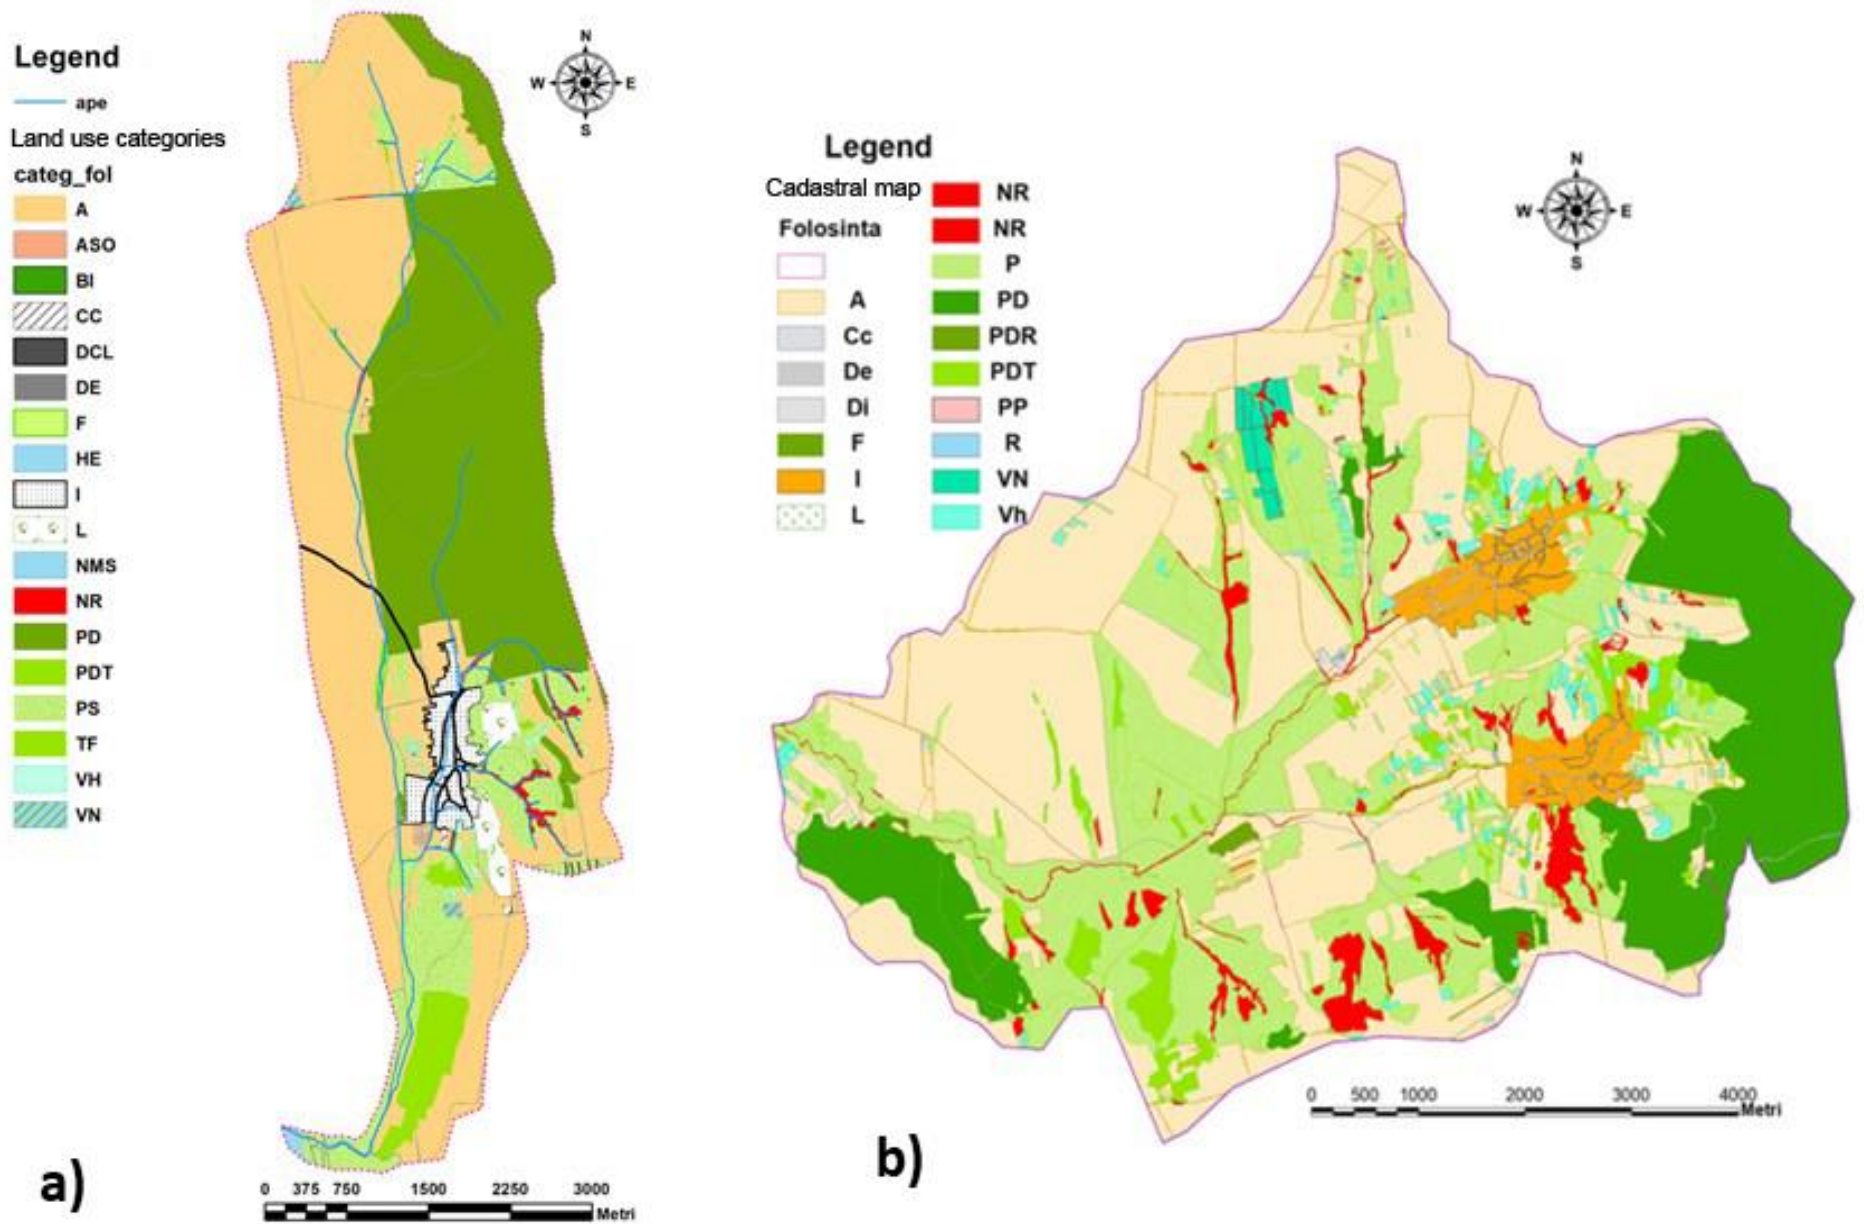 Legend
ape
Land use categories
categ_fol
A
ASO
BI
CC
DCL
DE
F
HE
I
L
NMS
NR
PD
PDT
PS
TF
VH
VN
N
W E
S
a)
0 375 750 1500 2250 3000
Metri
Legend
Cadastral map
Folosinta
A
Cc
De
Di
F
I
L
NR
NR
P
PD
PDR
PDT
PP
R
VN
Vh
N
W E
S
b)
0 500 1000 2000 3000 4000
Metri